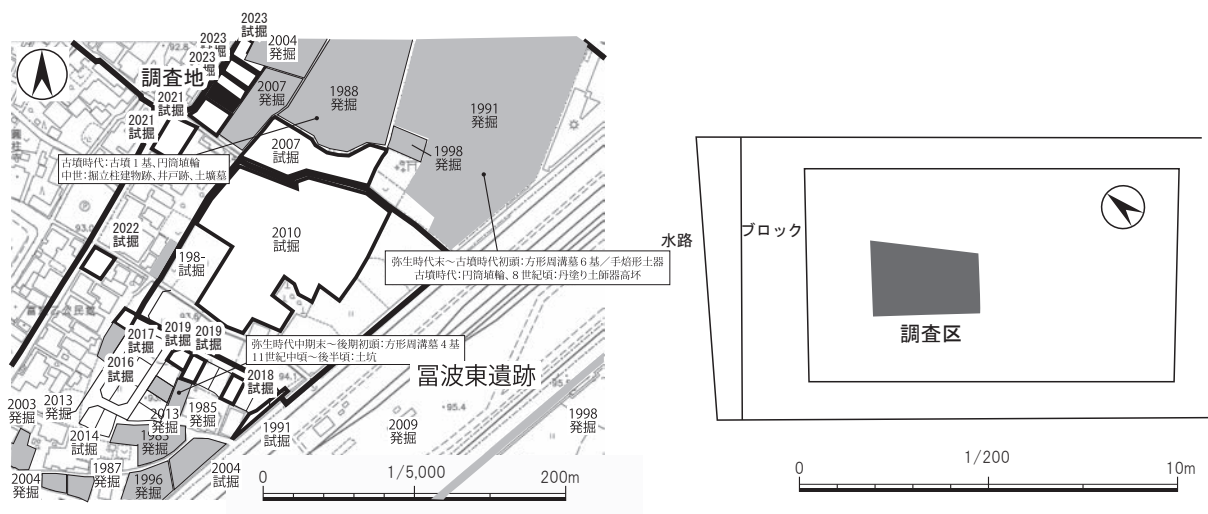 2023
試掘
2023
試掘
2023
試掘
2004
発掘
調査地
2007
発掘
1988
発掘
1991
発掘
2021
試掘
2021
試掘
2007
試掘
1998
発掘
古墳時代：古墳1基、円筒埴輪
中世：掘立柱建物跡、井戸跡、土壙墓
2022
試掘
2010
試掘
198-
試掘
弥生時代末～古墳時代初頭：方形周溝墓6基／手焙形土器
古墳時代：円筒埴輪、8世紀頃：丹塗り土師器高坏
2017
試掘
2019
試掘
2019
試掘
弥生時代中期末～後期初頭：方形周溝墓4基
11世紀中頃～後半頃：土坑
2016
試掘
2018
試掘
冨波東遺跡
94.1
95.4
92.5
93.0
2003
発掘
2013
発掘
2013
発掘
1985
発掘
1991
試掘
2009
発掘
1998
発掘
2014
試掘
1983
発掘
2004
発掘
1987
発掘
1996
発掘
2004
試掘
0
1/5,000
200m
水路
ブロック
調査区
0
1/200
10m